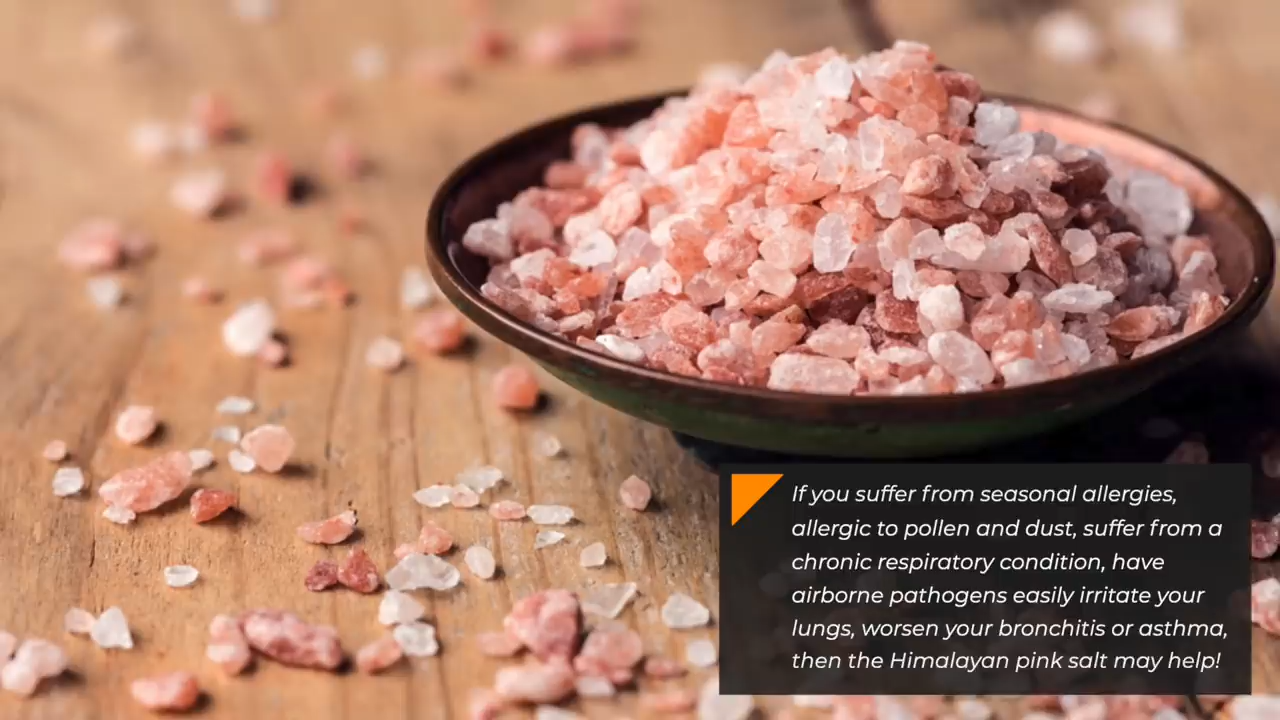 If you suffer from seasonal allergies,
allergic to pollen and dust, suffer from a
chronic respiratory condition, have
airborne pathogens easily irritate your
lungs, worsen your bronchitis or asthma,
then the Himalayan pink salt may help!